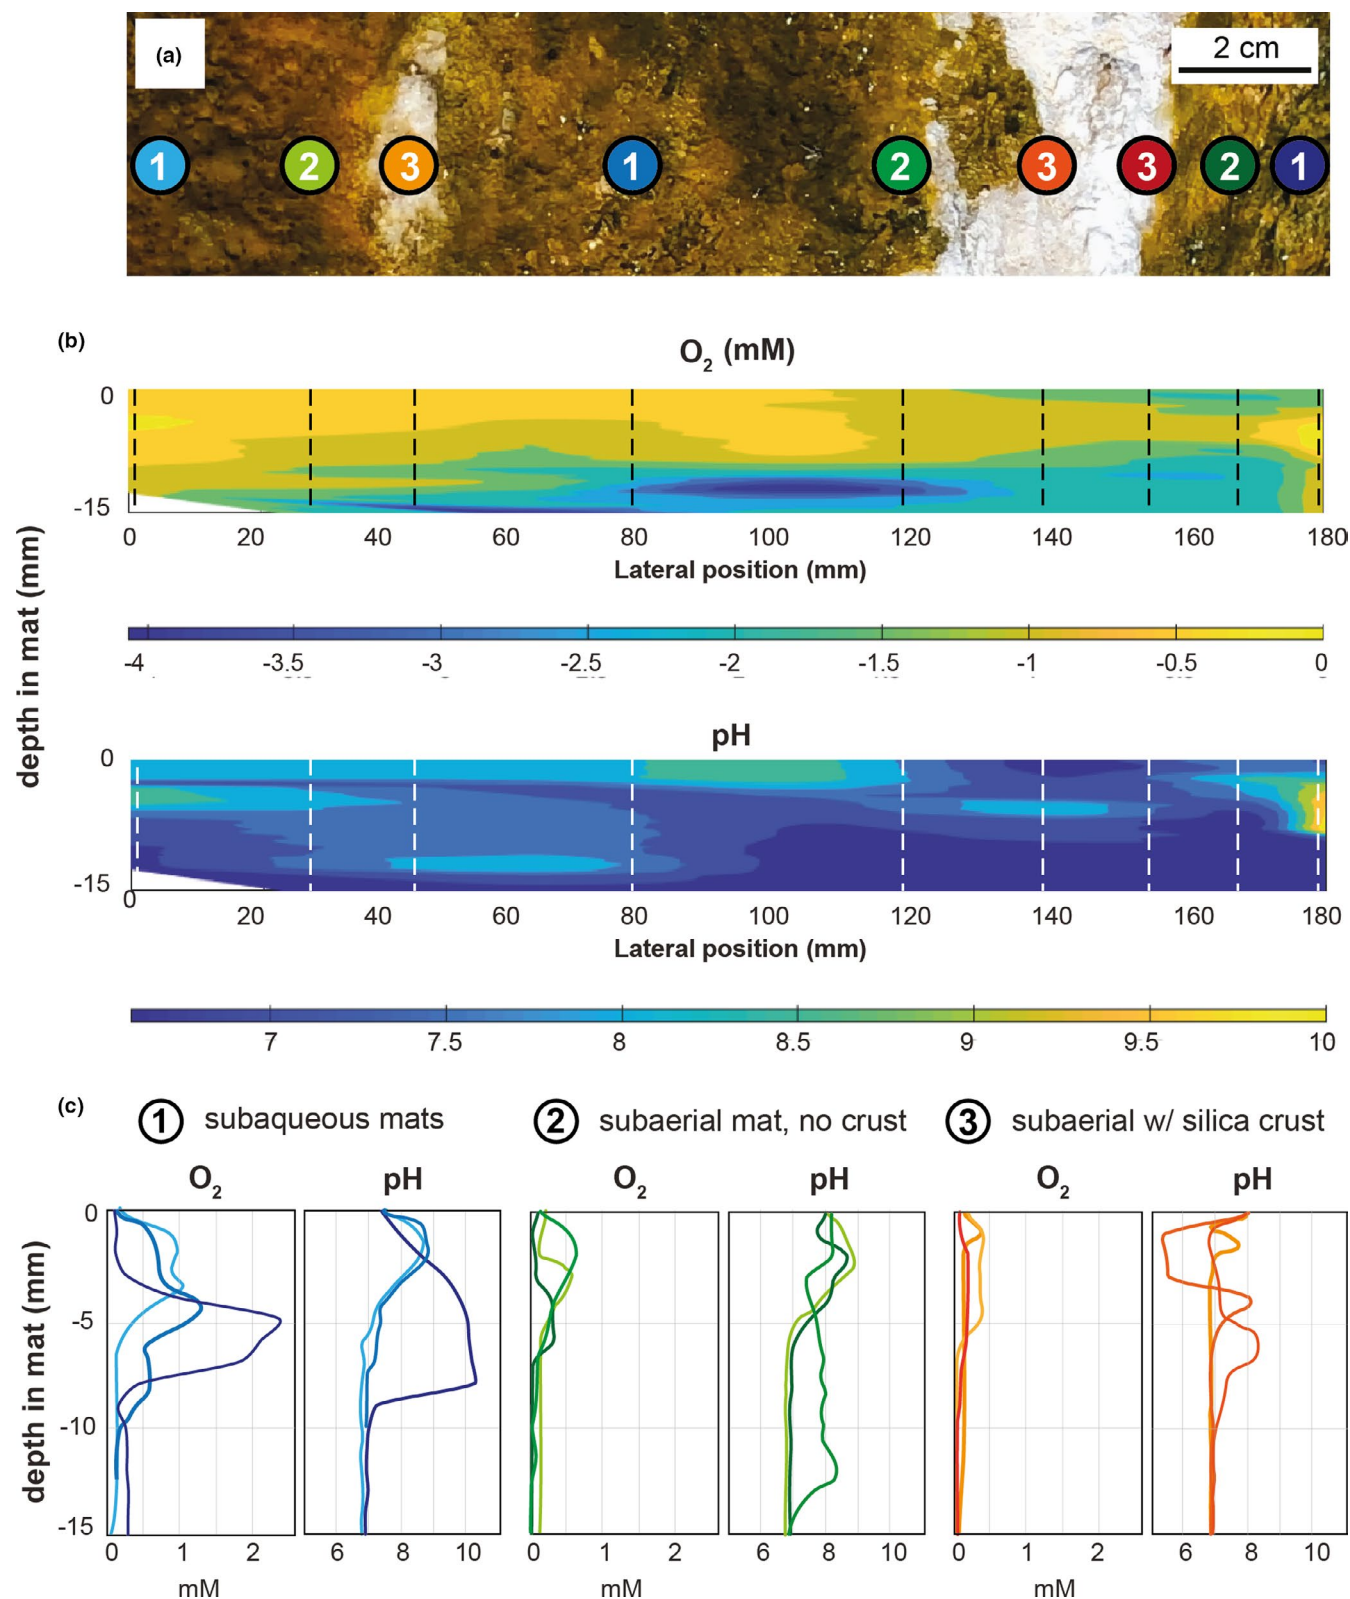 (a)
2 cm
1 2 3 1 2 3 3 2 1
(b)
O2 (mM)
0
-15
0 20 40 60 80 100 120 140 160 180
Lateral position (mm)
-4 -3.5 -3 -2.5 -2 -1.5 -1 -0.5 0
depth in mat (mm)
pH
0
-15
0 20 40 60 80 100 120 140 160 180
Lateral position (mm)
7 7.5 8 8.5 9 9.5 10
(c)
1 subaqueous mats 2 subaerial mat, no crust 3 subaerial w/ silica crust
O2 pH O2 pH O2 pH
depth in mat (mm)
0
-5
-10
-15
0 1 2 6 8 10 0 1 2 6 8 10 0 1 2 6 8 10
mM mM mM